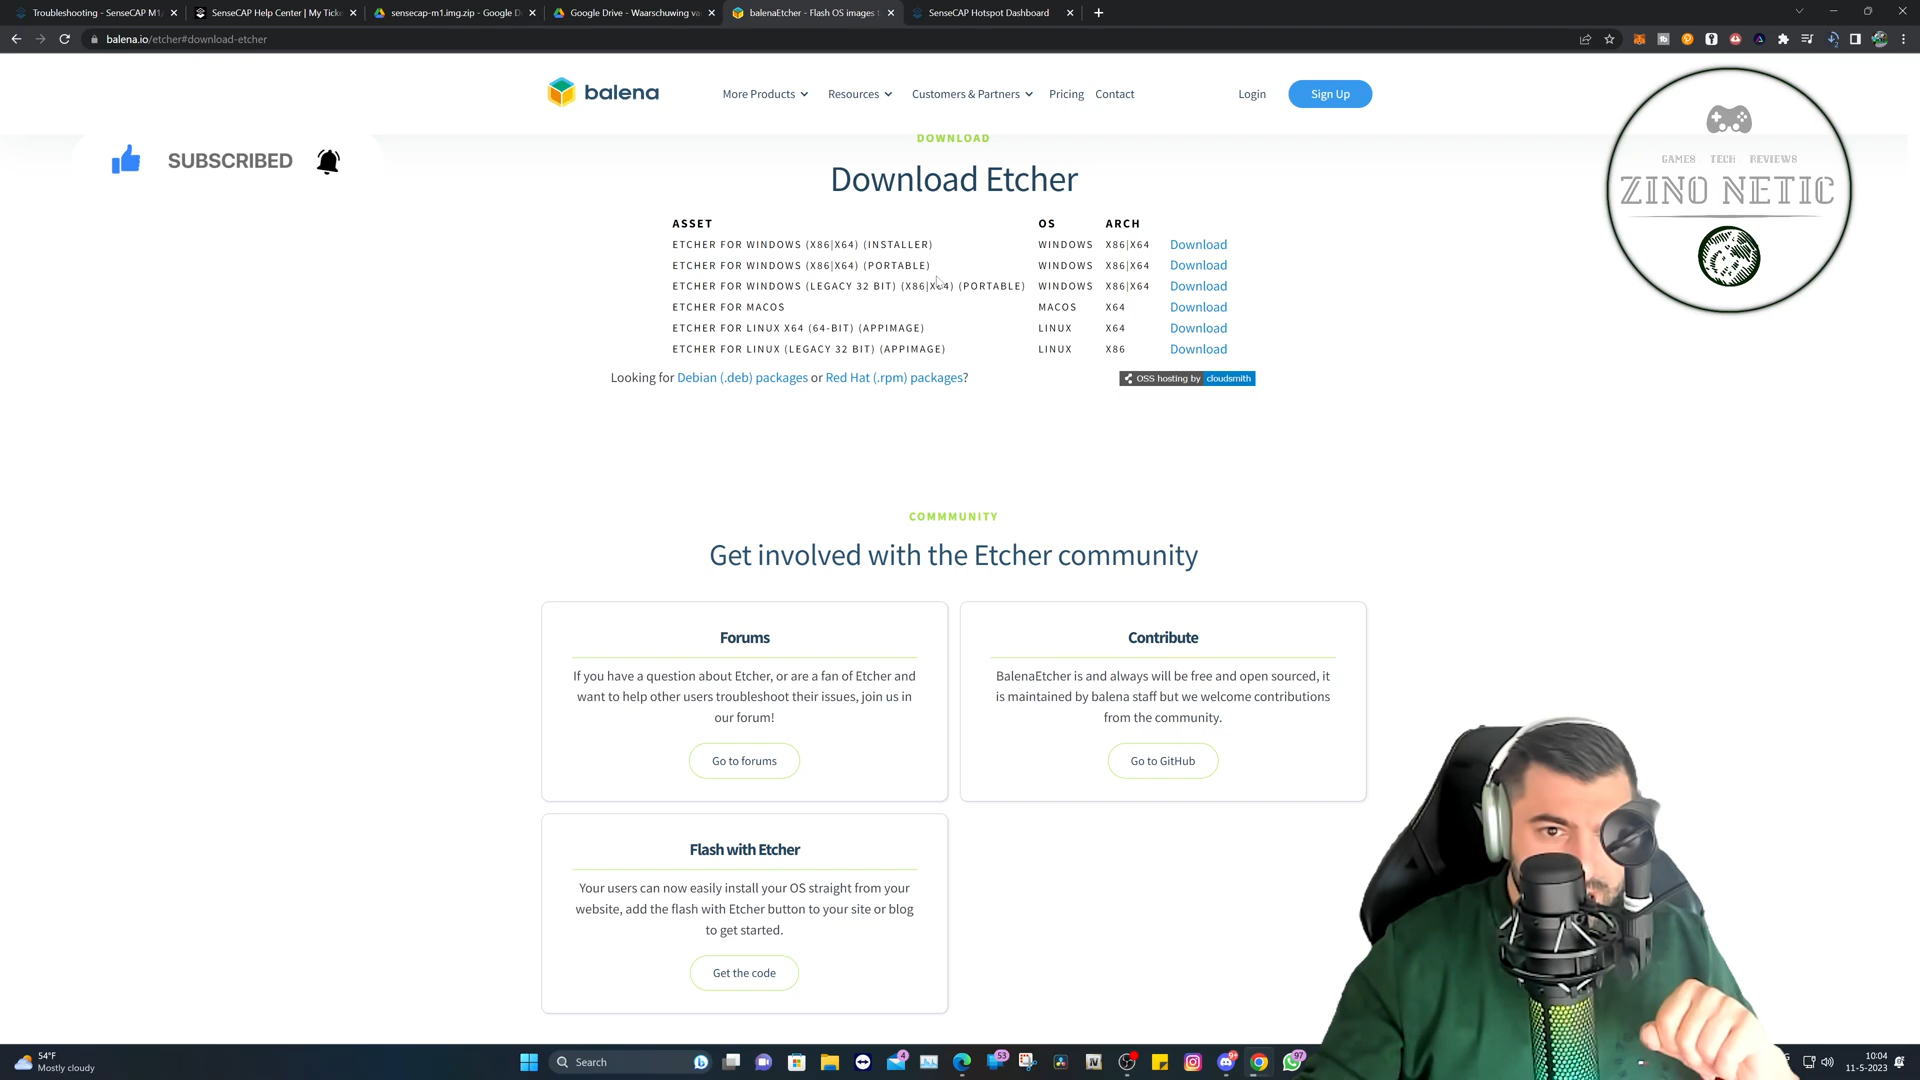 Troubleshooting - SenseCAP M1
SenseCAP Help Center | My Ticke
sensecap-m1.img.zip - Google D
Google Drive - Waarschuwing va
balenaEtcher - Flash OS images
SenseCAP Hotspot Dashboard
balena.io/etcher#download-etcher
balena
More Products
Resources
Customers & Partners
Pricing
Contact
Login
Sign Up
SUBSCRIBED
GAMES TECH REVIEWS
ZINO NETIC
DOWNLOAD
Download Etcher
ASSET OS ARCH
ETCHER FOR WINDOWS (X86|X64) (INSTALLER) WINDOWS X86|X64 Download
ETCHER FOR WINDOWS (X86|X64) (PORTABLE) WINDOWS X86|X64 Download
ETCHER FOR WINDOWS (LEGACY 32 BIT) (X86|X64) (PORTABLE) WINDOWS X86|X64 Download
ETCHER FOR MACOS MACOS X64 Download
ETCHER FOR LINUX X64 (64-BIT) (APPIMAGE) LINUX X64 Download
ETCHER FOR LINUX (LEGACY 32 BIT) (APPIMAGE) LINUX X86 Download
Looking for Debian (.deb) packages or Red Hat (.rpm) packages?
OSS hosting by cloudsmith
COMMMUNITY
Get involved with the Etcher community
Forums
If you have a question about Etcher, or are a fan of Etcher and
want to help other users troubleshoot their issues, join us in
our forum!
Go to forums
Contribute
BalenaEtcher is and always will be free and open sourced, it
is maintained by balena staff but we welcome contributions
from the community.
Go to GitHub
Flash with Etcher
Your users can now easily install your OS straight from your
website, add the flash with Etcher button to your site or blog
to get started.
Get the code
54°F
Mostly cloudy
Search
4
53
97
10:04
11-5-2023